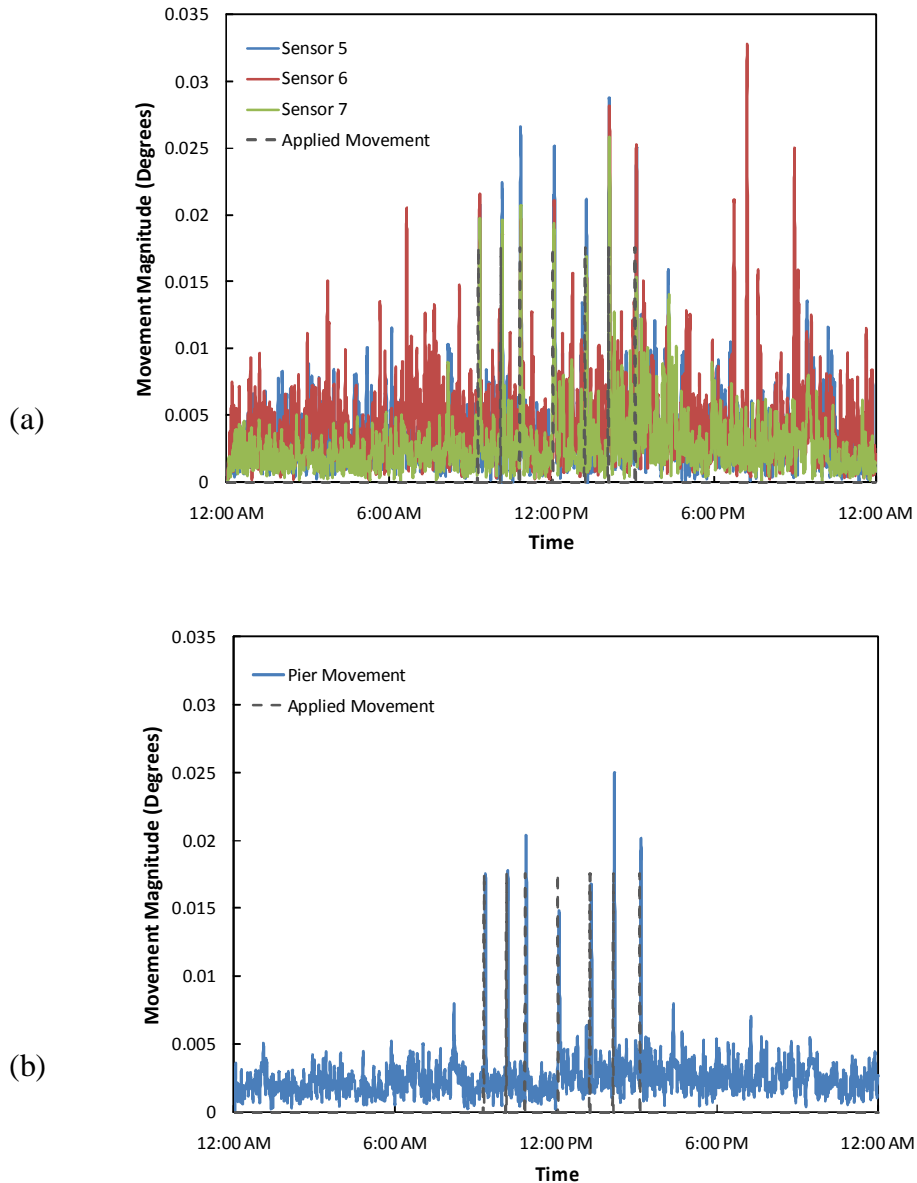 (a)
Movement Magnitude (Degrees)
0.035
0.03
0.025
0.02
0.015
0.01
0.005
0
Sensor 5
Sensor 6
Sensor 7
Applied Movement
12:00 AM 6:00 AM 12:00 PM 6:00 PM 12:00 AM
Time
(b)
Movement Magnitude (Degrees)
0.035
0.03
0.025
0.02
0.015
0.01
0.005
0
Pier Movement
Applied Movement
12:00 AM 6:00 AM 12:00 PM 6:00 PM 12:00 AM
Time